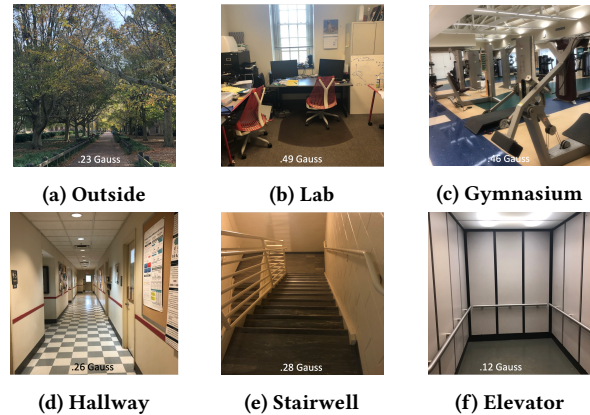 .23 Gauss
.49 Gauss
.46 Gauss
(a) Outside
(b) Lab
(c) Gymnasium
.26 Gauss
.28 Gauss
.12 Gauss
(d) Hallway
(e) Stairwell
(f) Elevator